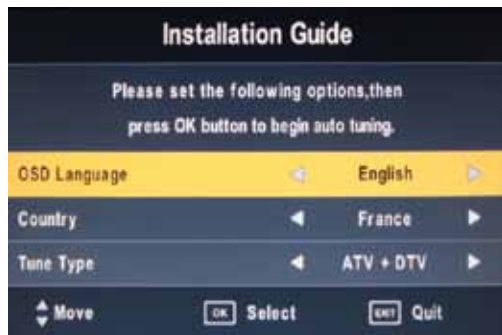 Installation Guide
Please set the following options,then
press OK button to begin auto tuning.
OSD Language English
Country France
Tune Type ATV + DTV
Move OK Select EXIT Quit